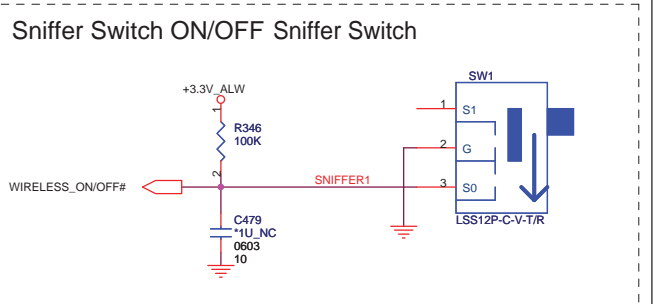 Sniffer Switch ON/OFF Sniffer Switch
SW1
+3.3V_ALW
1
1
S1
R346
100K
2
G
2
WIRELESS_ON/OFF#
SNIFFER1
3
S0
C479
*1U_NC
0603
10
LSS12P-C-V-T/R